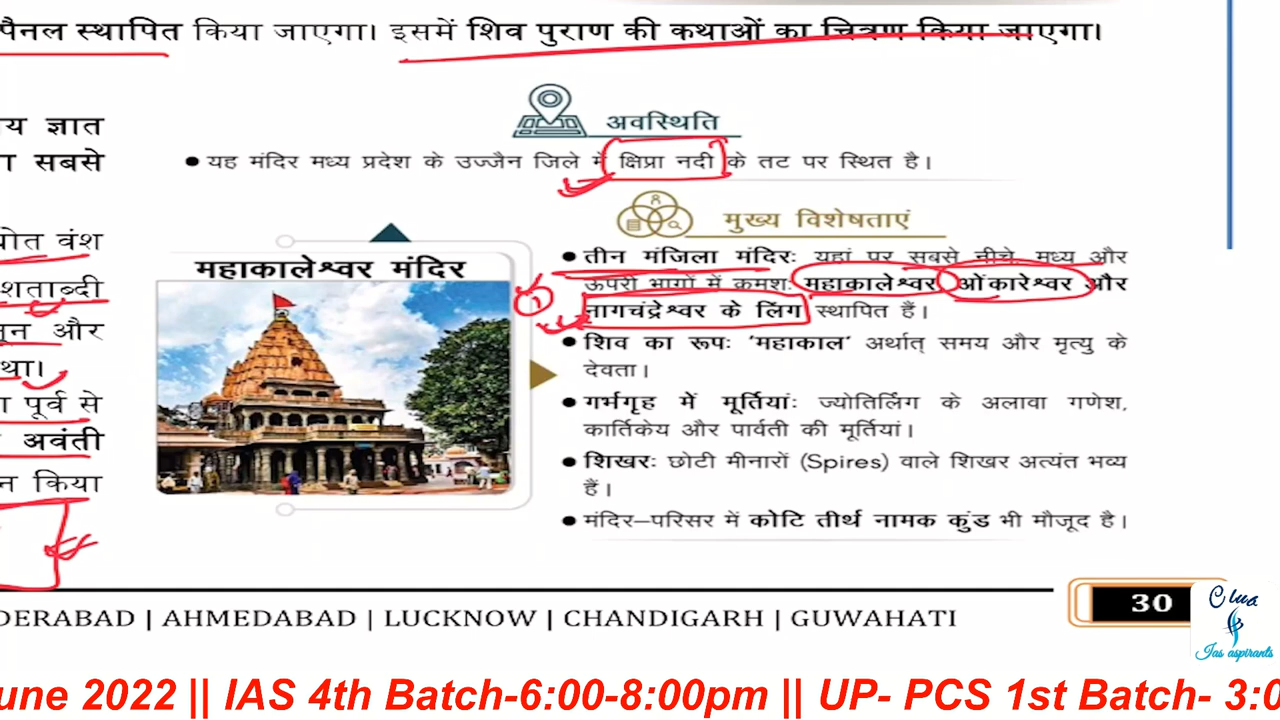 पैनल स्थापित किया जाएगा। इसमें शिव पुराण की कथाओं का चित्रण किया जाएगा।
य ज्ञात
ा सबसे
योत वंश
शताब्दी
और
था।
ा पूर्व से
अवंती
न किया
अवस्थिति
● यह मंदिर मध्य प्रदेश के उज्जैन जिले में क्षिप्रा नदी के तट पर स्थित है।
महाकालेश्वर मंदिर
मुख्य विशेषताएं
● तीन मंजिला मंदिरः यहां पर सबसे नीचे, मध्य और
ऊपरी भागों में क्रमशः महाकालेश्वर ओंकारेश्वर और
नागचंद्रेश्वर के लिंग स्थापित हैं।
● शिव का रूपः 'महाकाल' अर्थात् समय और मृत्यु के
देवता।
● गर्भगृह में मूर्तियांः ज्योतिर्लिंग के अलावा गणेश,
कार्तिकेय और पार्वती की मूर्तियां।
● शिखरः छोटी मीनारों (Spires) वाले शिखर अत्यंत भव्य
हैं।
● मंदिर–परिसर में कोटि तीर्थ नामक कुंड भी मौजूद है।
DERABAD | AHMEDABAD | LUCKNOW | CHANDIGARH | GUWAHATI
30
Ias aspirants
une 2022 || IAS 4th Batch-6:00-8:00pm || UP- PCS 1st Batch- 3:0